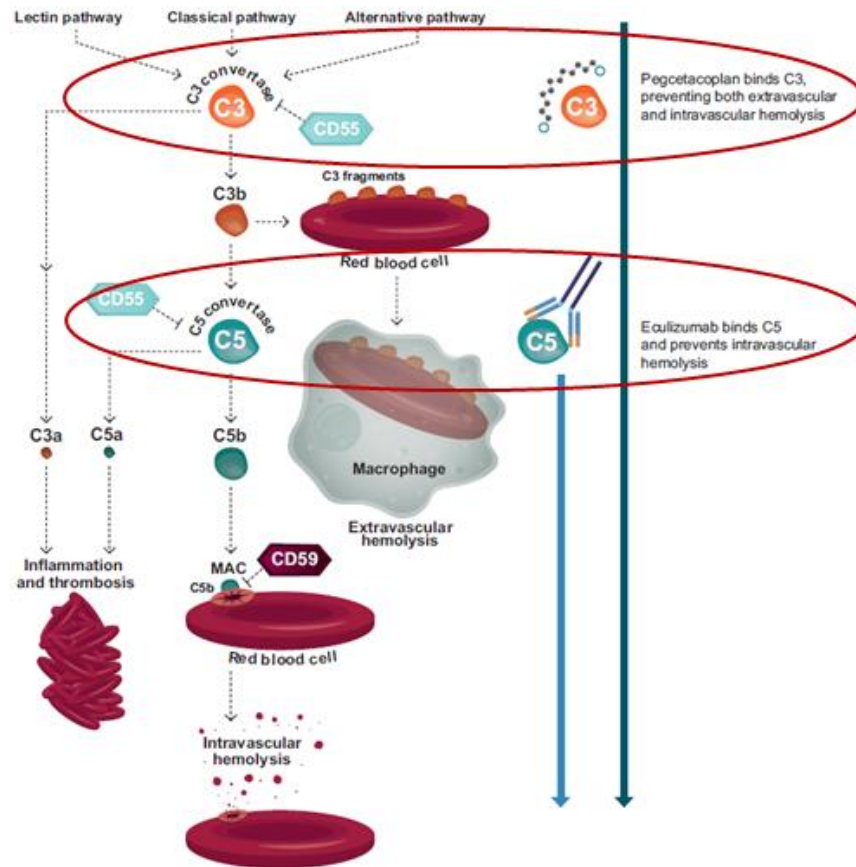 Lectin pathway
Classical pathway
Alternative pathway
C3 convertase
C3
CD55
C3
Pegcetacoplan binds C3,
preventing both extravascular
and intravascular hemolysis
C3 fragments
C3b
Red blood cell
CD55
C5 convertase
C5
C5
Eculizumab binds C5
and prevents intravascular
hemolysis
C3a
C5a
C5b
Macrophage
Extravascular
hemolysis
Inflammation
and thrombosis
MAC
CD59
C5b
Red blood cell
Intravascular
hemolysis